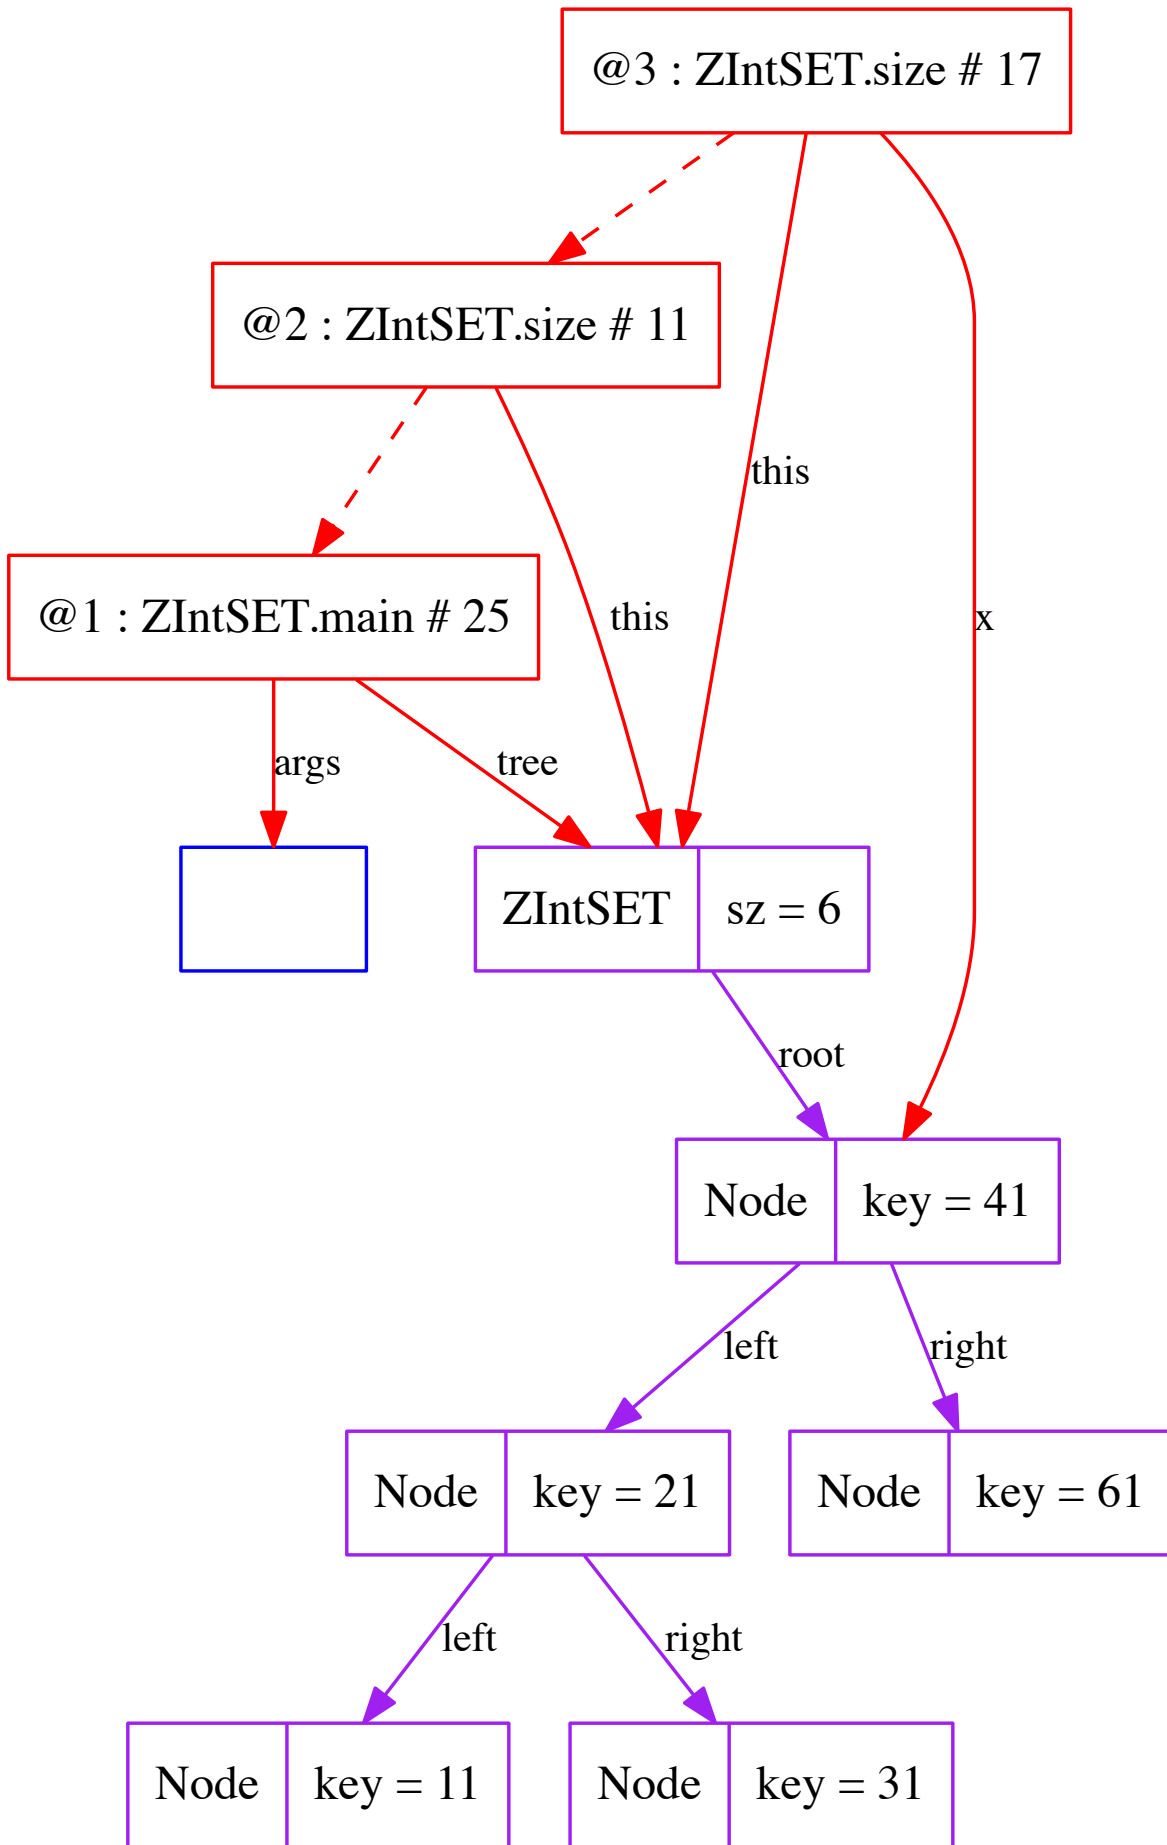 @3 : ZIntSET.size # 17
@2 : ZIntSET.size # 11
this
@1 : ZIntSET.main # 25
this
x
args
tree
ZIntSET
sz = 6
root
Node
key = 41
left
right
Node
key = 21
Node
key = 61
left
right
Node
key = 11
Node
key = 31